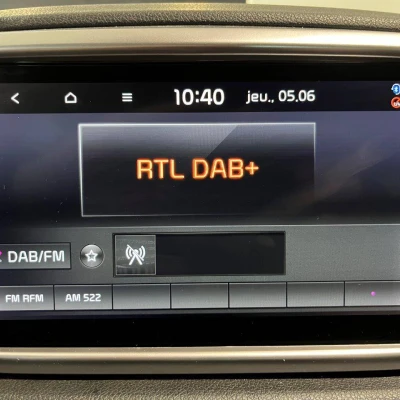 10:40 jeu., 05.06
RTL DAB+
DAB/FM
FM RFM AM 522